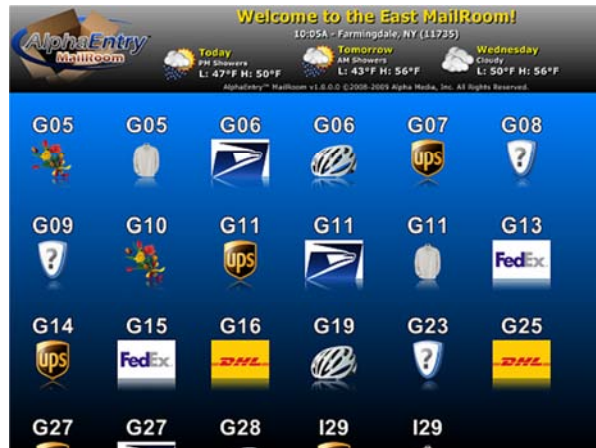 Welcome to the East MailRoom!
10:05A - Farmingdale, NY (11735)
AlphaEntry
MailRoom
Today
PM Showers
L: 47°F H: 50°F
Tomorrow
AM Showers
L: 43°F H: 56°F
Wednesday
Cloudy
L: 50°F H: 56°F
AlphaEntry™ MailRoom v1.6.0.0 ©2008-2009 Alpha Media, Inc. All Rights Reserved.
G05 G05 G06 G06 G07 G08
ups ?
G09 G10 G11 G11 G11 G13
? ups FedEx
G14 G15 G16 G19 G23 G25
ups FedEx DHL ? DHL
G27 G27 G28 I29 I29